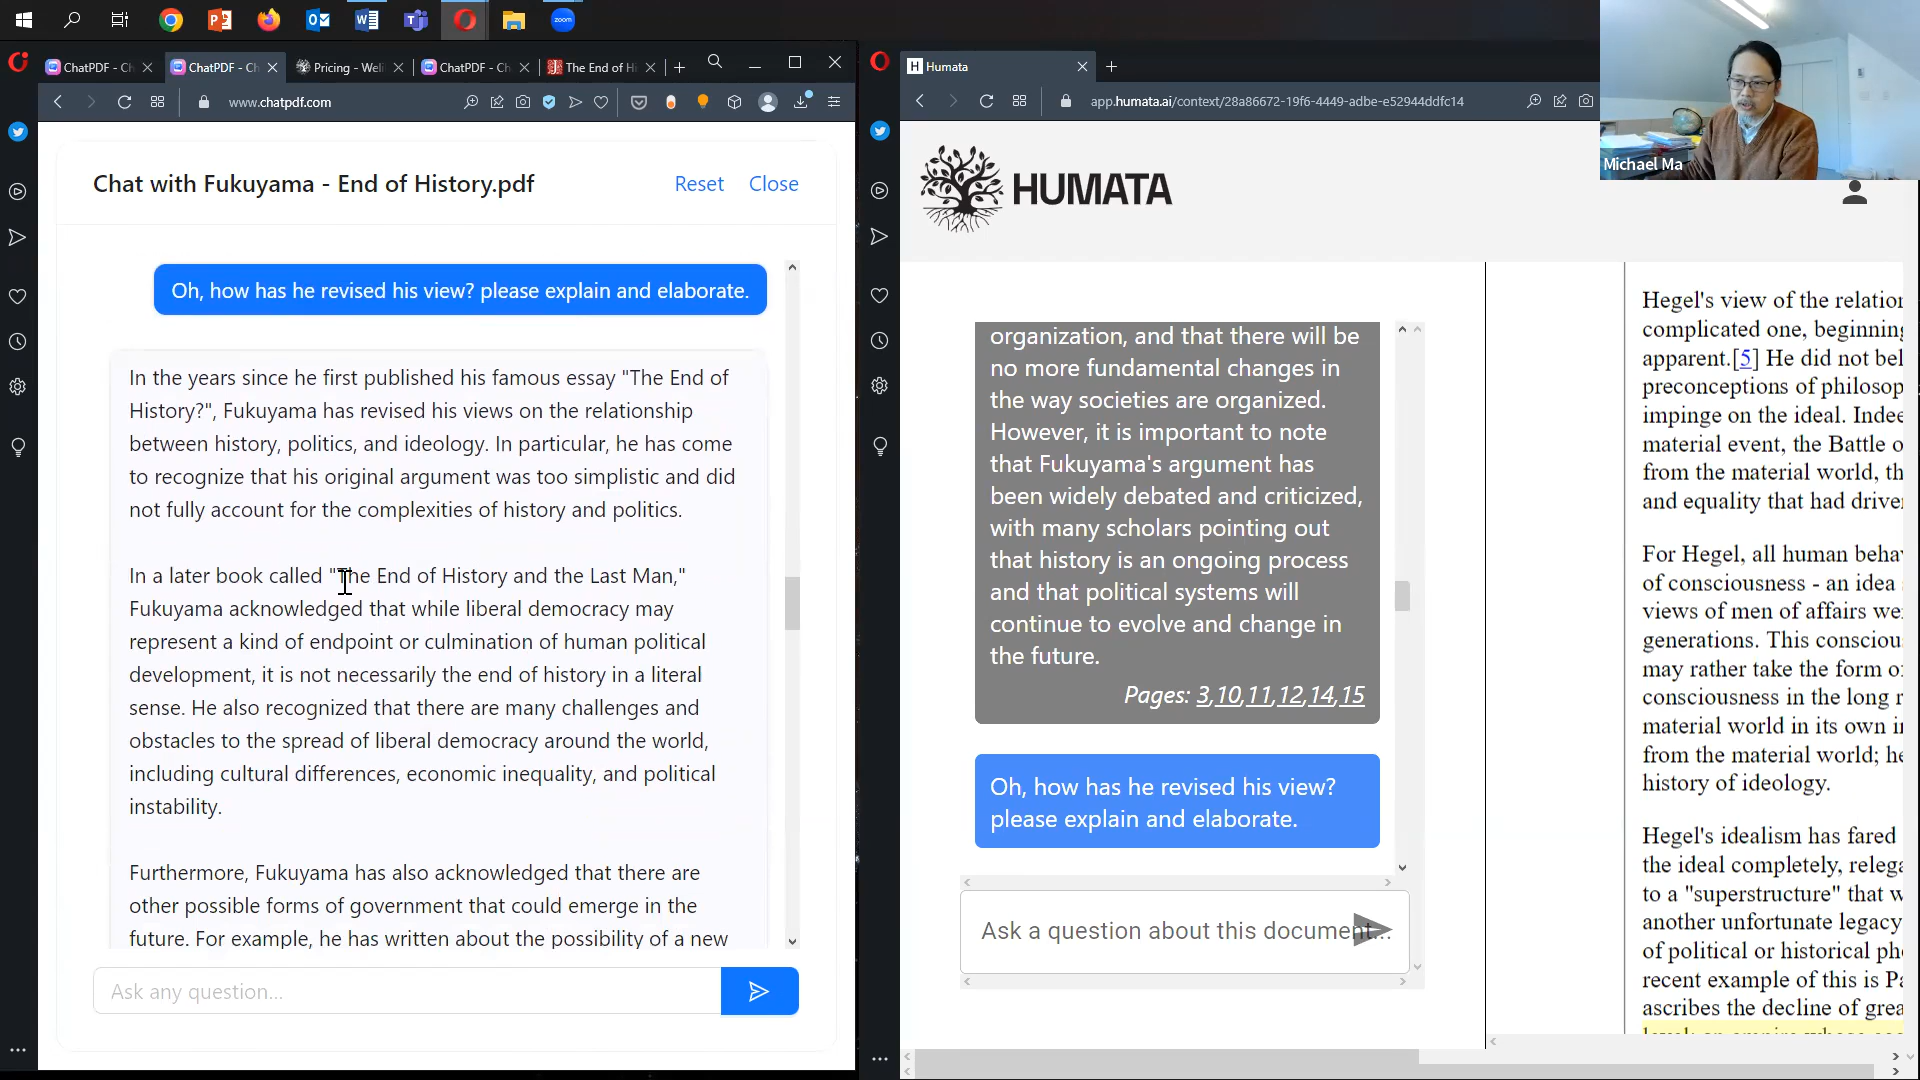 zoom
ChatPDF - Ch
ChatPDF - Ch
Pricing - Weli
ChatPDF - Ch
The End of Hi
www.chatpdf.com
Chat with Fukuyama - End of History.pdf
Reset
Close
Oh, how has he revised his view? please explain and elaborate.
In the years since he first published his famous essay "The End of
History?", Fukuyama has revised his views on the relationship
between history, politics, and ideology. In particular, he has come
to recognize that his original argument was too simplistic and did
not fully account for the complexities of history and politics.
In a later book called "The End of History and the Last Man,"
Fukuyama acknowledged that while liberal democracy may
represent a kind of endpoint or culmination of human political
development, it is not necessarily the end of history in a literal
sense. He also recognized that there are many challenges and
obstacles to the spread of liberal democracy around the world,
including cultural differences, economic inequality, and political
instability.
Furthermore, Fukuyama has also acknowledged that there are
other possible forms of government that could emerge in the
future. For example, he has written about the possibility of a new
Ask any question...
H Humata
app.humata.ai/context/28a86672-19f6-4449-adbe-e52944ddfc14
Michael Ma
HUMATA
organization, and that there will be
no more fundamental changes in
the way societies are organized.
However, it is important to note
that Fukuyama's argument has
been widely debated and criticized,
with many scholars pointing out
that history is an ongoing process
and that political systems will
continue to evolve and change in
the future.
Pages: 3,10,11,12,14,15
Oh, how has he revised his view?
please explain and elaborate.
Ask a question about this document...
Hegel's view of the relation
complicated one, beginning
apparent.[5] He did not bel
preconceptions of philosop
impinge on the ideal. Indee
material event, the Battle o
from the material world, th
and equality that had driver
For Hegel, all human behav
of consciousness - an idea
views of men of affairs we
generations. This consciou
may rather take the form of
consciousness in the long r
material world in its own i
from the material world; he
history of ideology.
Hegel's idealism has fared
the ideal completely, relega
to a "superstructure" that w
another unfortunate legacy
of political or historical ph
recent example of this is Pa
ascribes the decline of grea